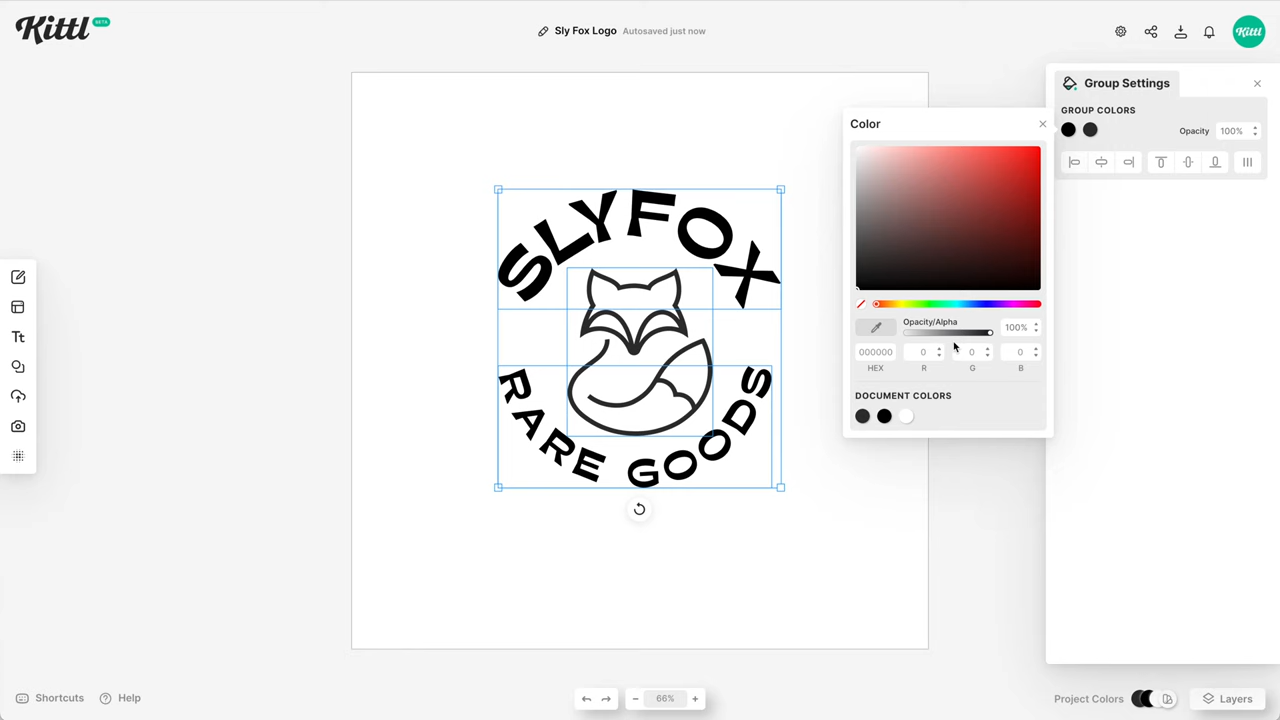 Kittl BETA
Sly Fox Logo Autosaved just now
Kittl
Group Settings
GROUP COLORS
Opacity 100%
Color
Opacity/Alpha
100%
000000 0 0 0
HEX R G B
DOCUMENT COLORS
SLYFOX
RARE GOODS
Shortcuts
Help
66%
Project Colors
Layers
Tt